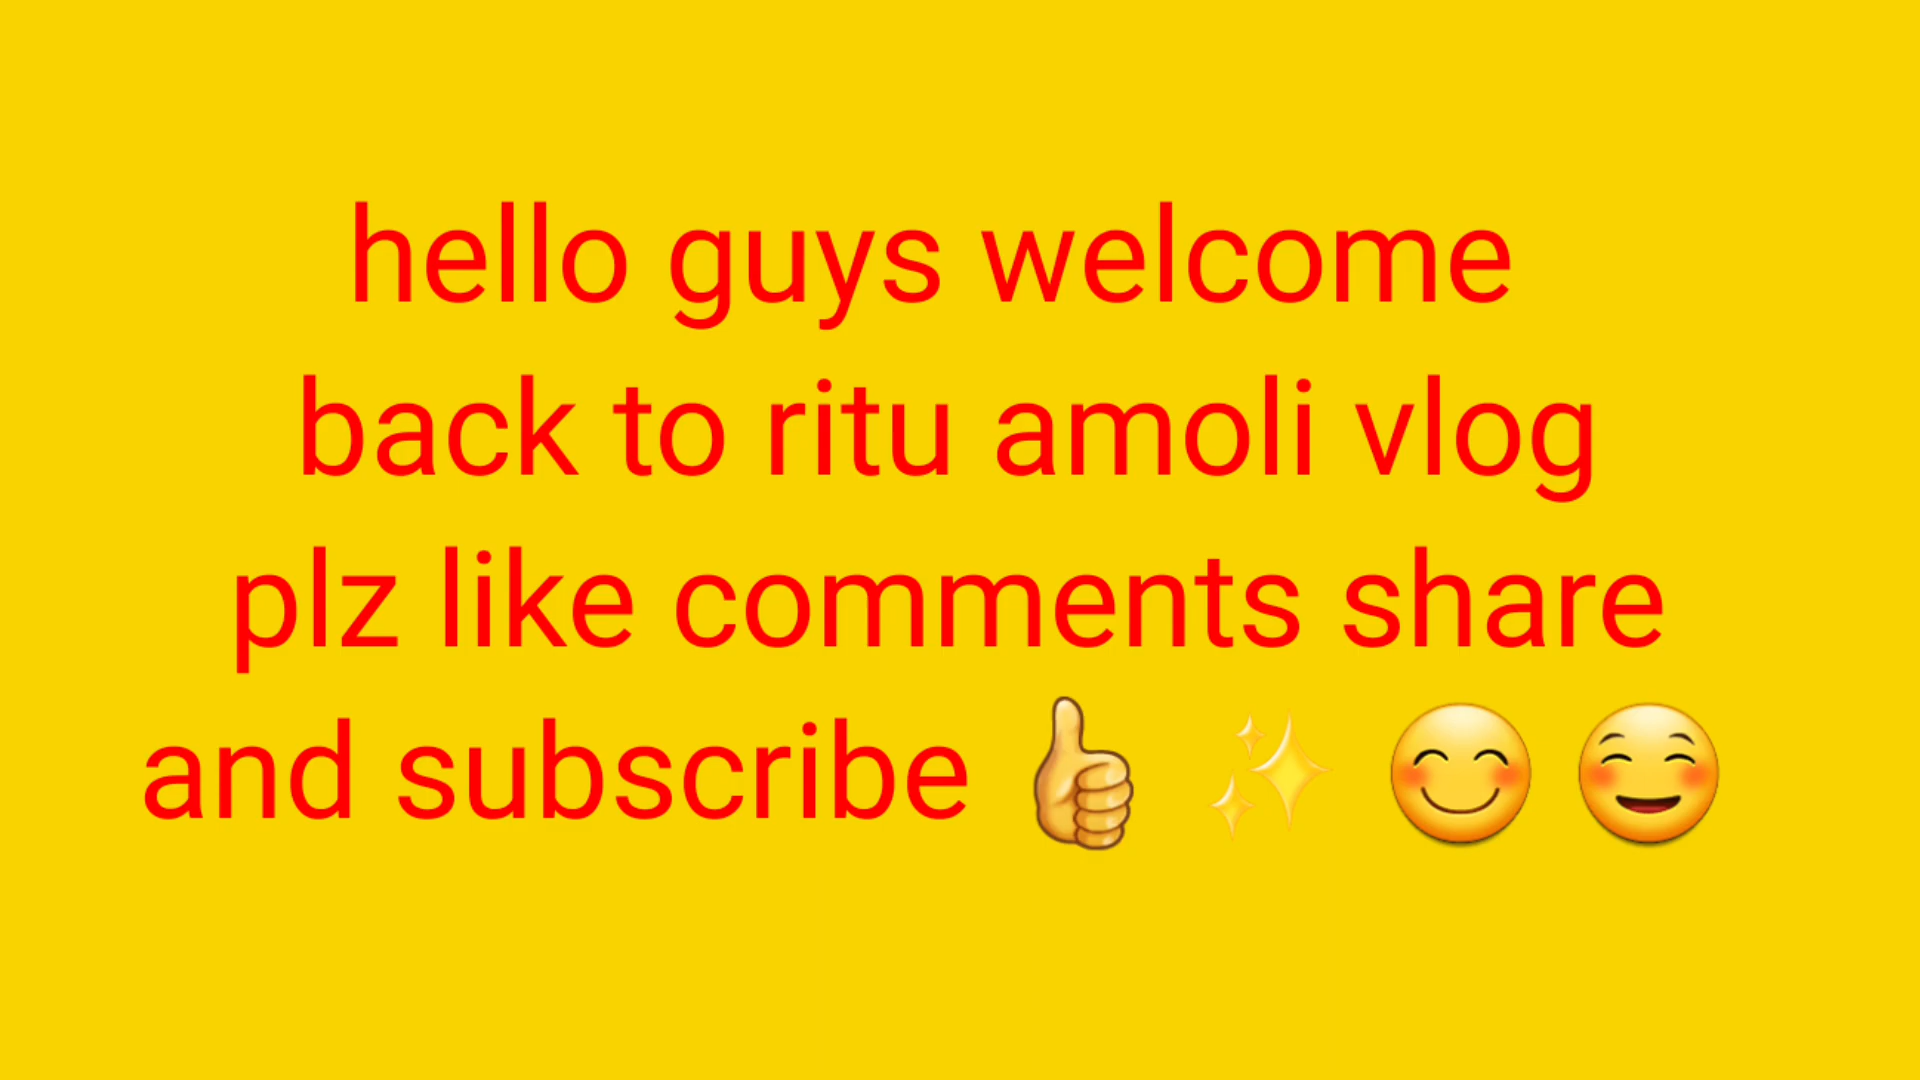 hello guys welcome
back to ritu amoli vlog
plz like comments share
and subscribe 👍 ✨ 😊 😄